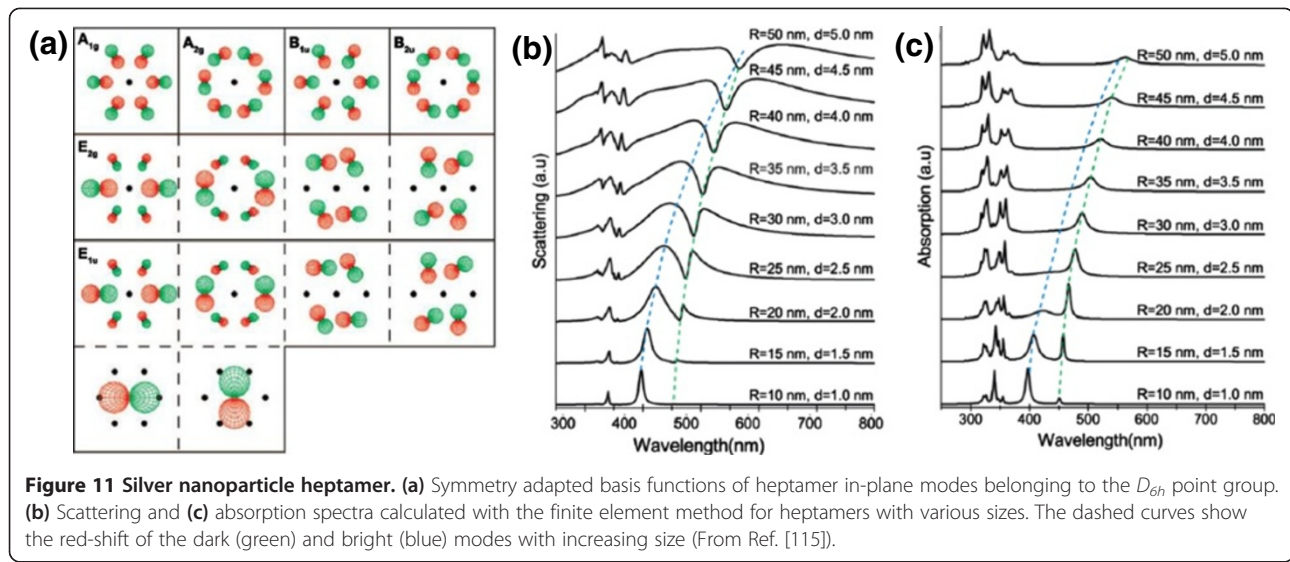 (a)
A1g
A2g
B1u
B2u
E2g
E1u
(b)
Scattering (a.u)
R=50 nm, d=5.0 nm
R=45 nm, d=4.5 nm
R=40 nm, d=4.0 nm
R=35 nm, d=3.5 nm
R=30 nm, d=3.0 nm
R=25 nm, d=2.5 nm
R=20 nm, d=2.0 nm
R=15 nm, d=1.5 nm
R=10 nm, d=1.0 nm
300 400 500 600 700 800
Wavelength(nm)
(c)
Absorption (a.u)
R=50 nm, d=5.0 nm
R=45 nm, d=4.5 nm
R=40 nm, d=4.0 nm
R=35 nm, d=3.5 nm
R=30 nm, d=3.0 nm
R=25 nm, d=2.5 nm
R=20 nm, d=2.0 nm
R=15 nm, d=1.5 nm
R=10 nm, d=1.0 nm
300 400 500 600 700 800
Wavelength(nm)
Figure 11 Silver nanoparticle heptamer. (a) Symmetry adapted basis functions of heptamer in-plane modes belonging to the D6h point group.
(b) Scattering and (c) absorption spectra calculated with the finite element method for heptamers with various sizes. The dashed curves show
the red-shift of the dark (green) and bright (blue) modes with increasing size (From Ref. [115]).